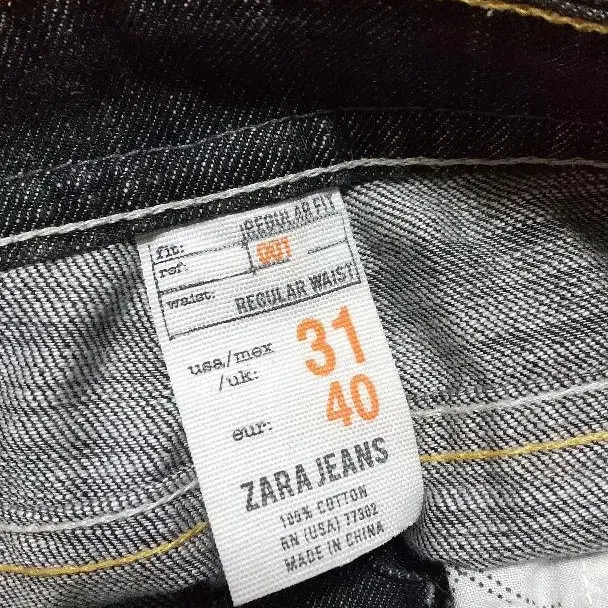 fit: REGULAR FIT
ref: 001
waist: REGULAR WAIST
usa/mex 31
/uk:
eur: 40
ZARA JEANS
100% COTTON
RN (USA) 77302
MADE IN CHINA